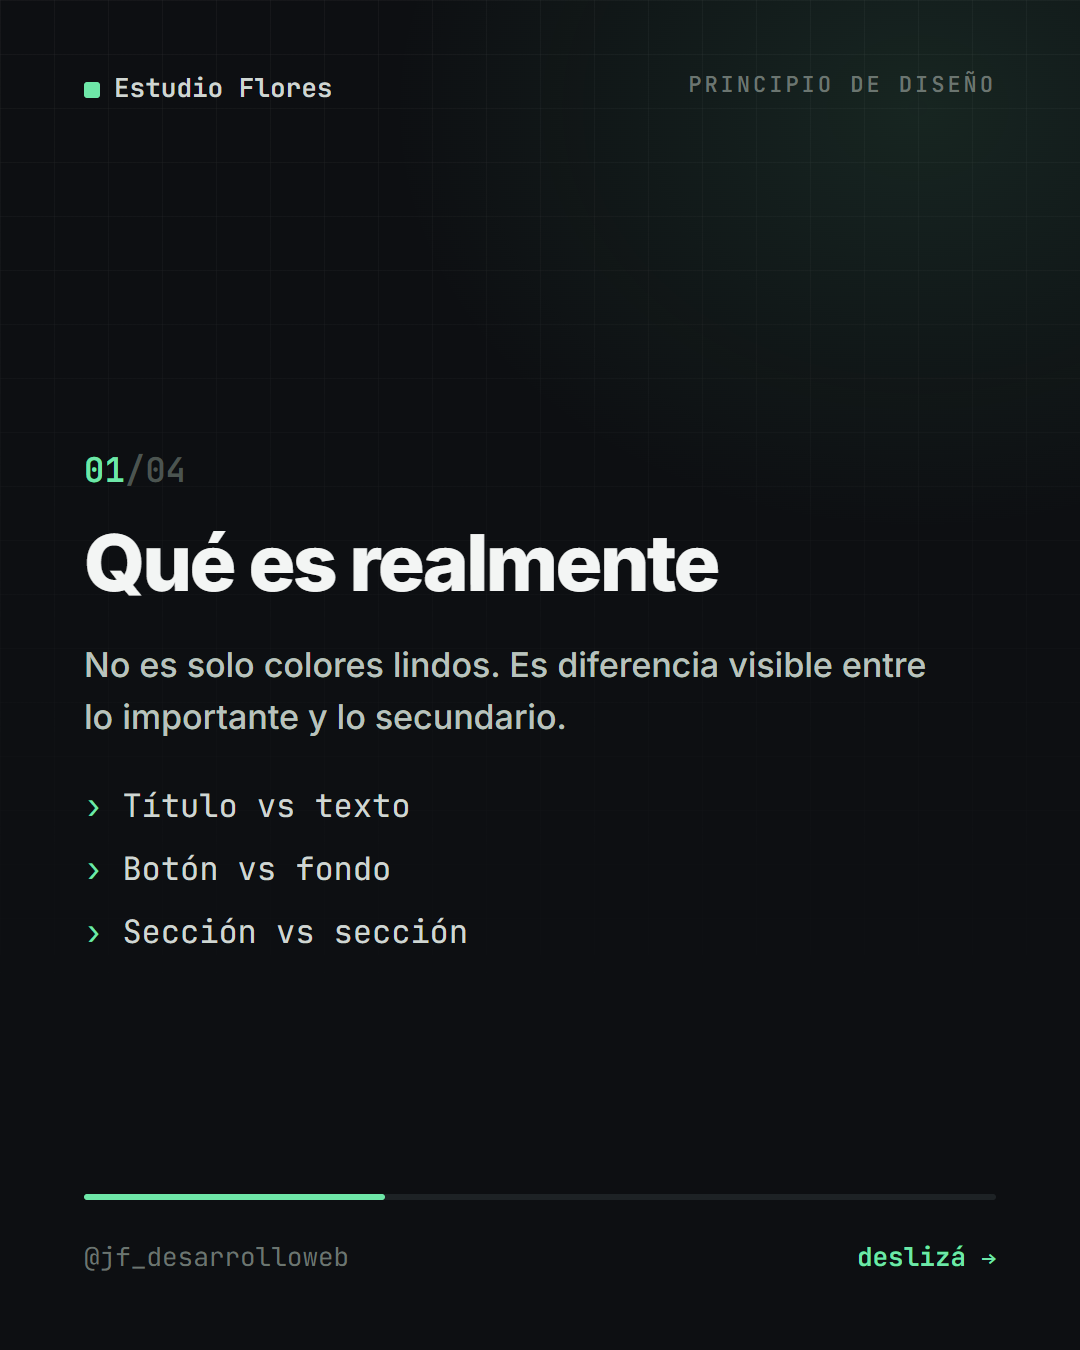 Estudio Flores
PRINCIPIO DE DISEÑO
01/04
Qué es realmente
No es solo colores lindos. Es diferencia visible entre
lo importante y lo secundario.
› Título vs texto
› Botón vs fondo
› Sección vs sección
@jf_desarrolloweb
deslizá →